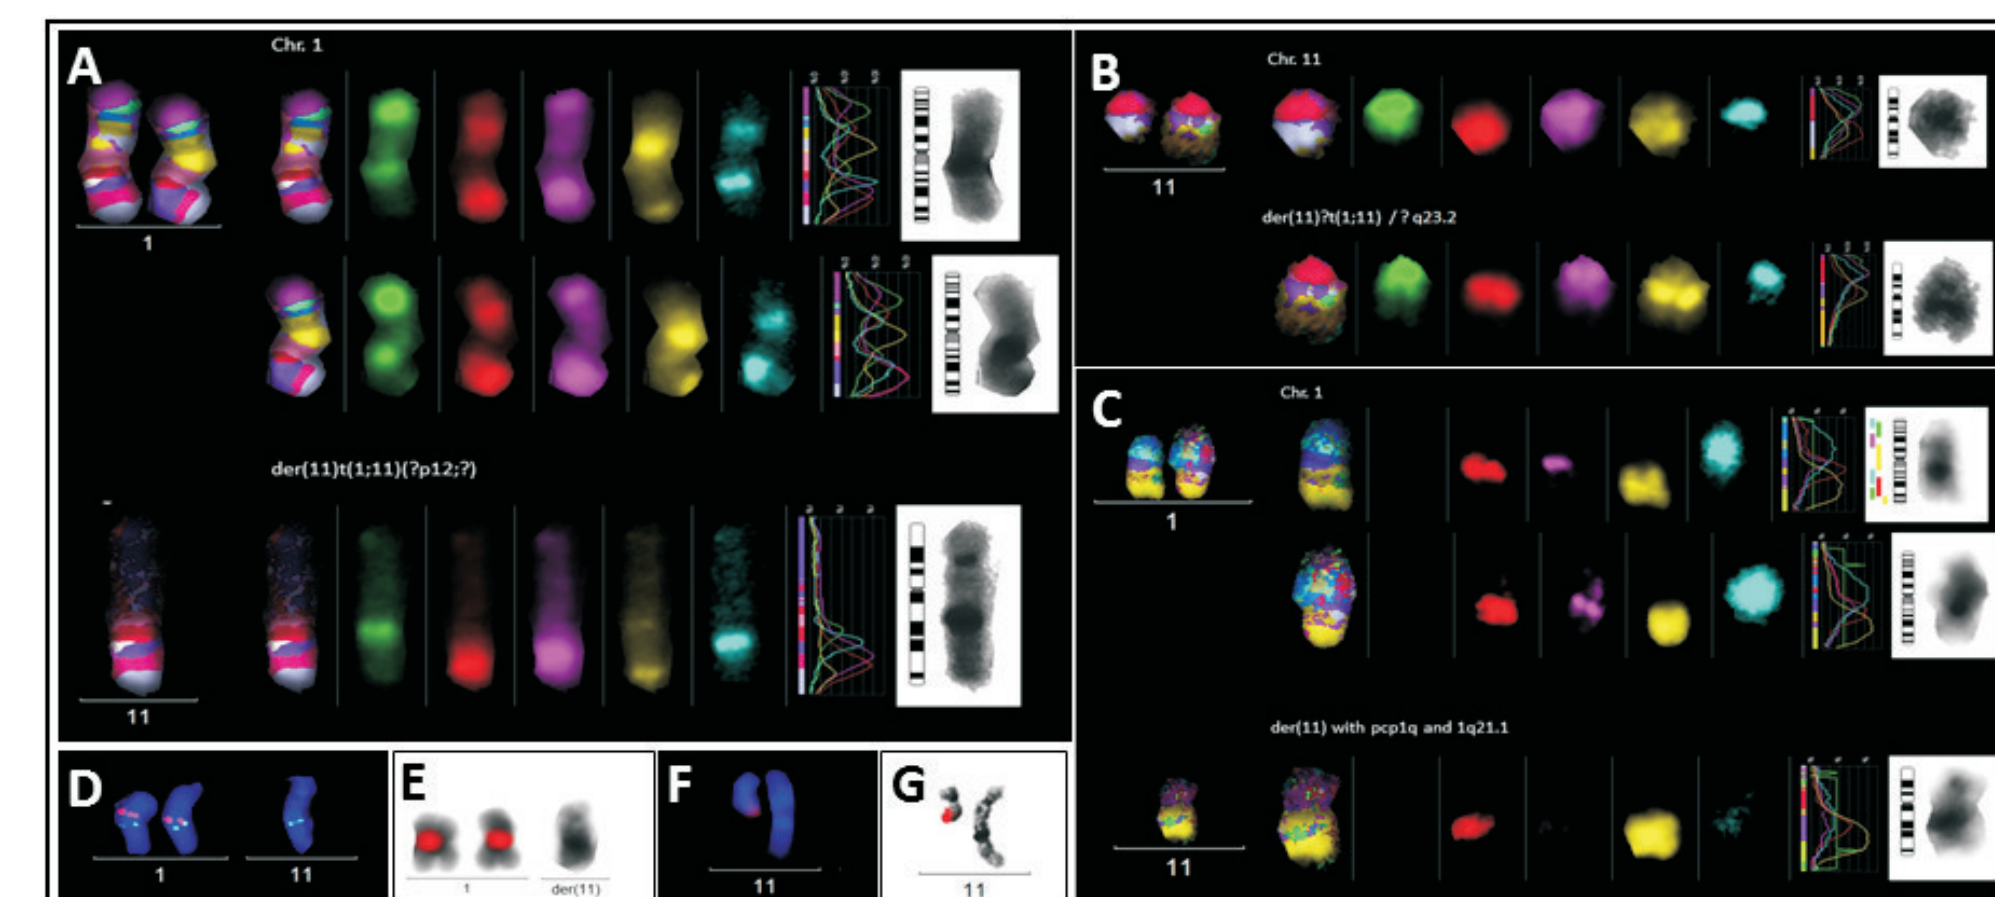 A
Chr. 1
1
der(11)t(1;11)(?p12;?)
11
B
Chr. 11
11
der(11)?t(1;11) / ? q23.2
C
Chr. 1
1
der(11) with pcp1q and 1q21.1
11
D
1
11
E
1
der(11)
F
11
G
11